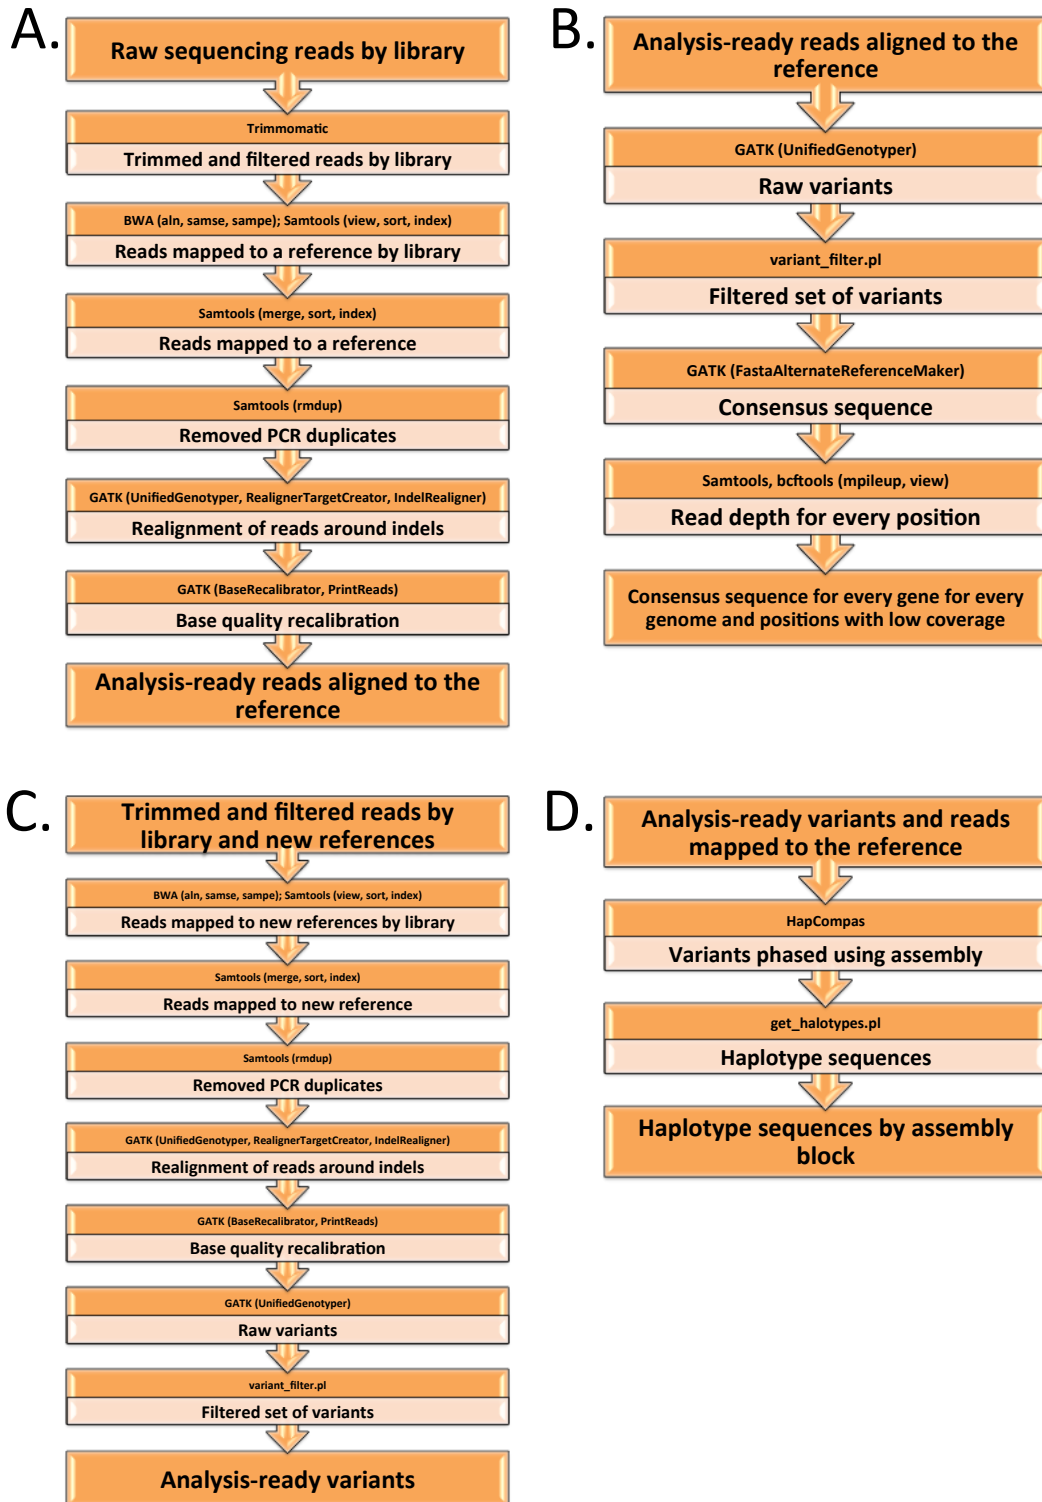 A.
Raw sequencing reads by library
Trimmomatic
Trimmed and filtered reads by library
BWA (aln, samse, sampe); Samtools (view, sort, index)
Reads mapped to a reference by library
Samtools (merge, sort, index)
Reads mapped to a reference
Samtools (rmdup)
Removed PCR duplicates
GATK (UnifiedGenotyper, RealignerTargetCreator, IndelRealigner)
Realignment of reads around indels
GATK (BaseRecalibrator, PrintReads)
Base quality recalibration
Analysis-ready reads aligned to the
reference
B.
Analysis-ready reads aligned to the
reference
GATK (UnifiedGenotyper)
Raw variants
variant_filter.pl
Filtered set of variants
GATK (FastaAlternateReferenceMaker)
Consensus sequence
Samtools, bcftools (mpileup, view)
Read depth for every position
Consensus sequence for every gene for every
genome and positions with low coverage
C.
Trimmed and filtered reads by
library and new references
BWA (aln, samse, sampe); Samtools (view, sort, index)
Reads mapped to new references by library
Samtools (merge, sort, index)
Reads mapped to new reference
Samtools (rmdup)
Removed PCR duplicates
GATK (UnifiedGenotyper, RealignerTargetCreator, IndelRealigner)
Realignment of reads around indels
GATK (BaseRecalibrator, PrintReads)
Base quality recalibration
GATK (UnifiedGenotyper)
Raw variants
variant_filter.pl
Filtered set of variants
Analysis-ready variants
D.
Analysis-ready variants and reads
mapped to the reference
HapCompas
Variants phased using assembly
get_halotypes.pl
Haplotype sequences
Haplotype sequences by assembly
block